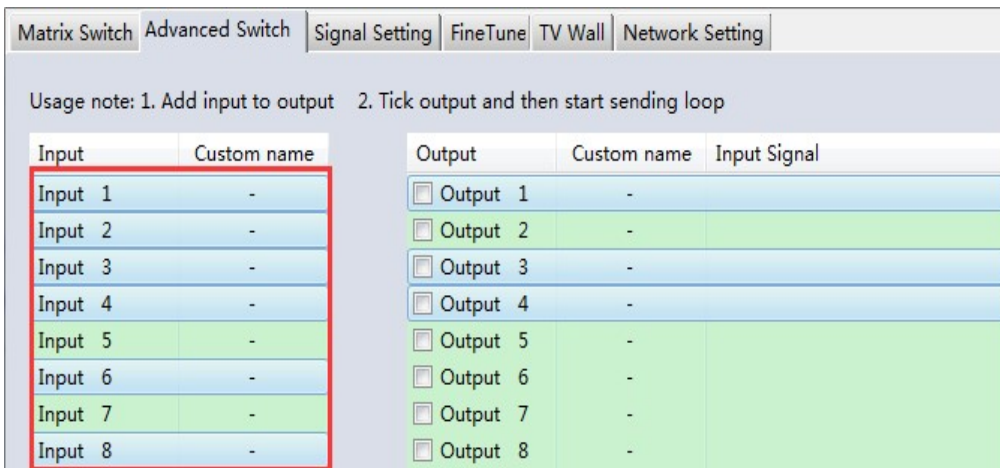 Matrix Switch Advanced Switch Signal Setting FineTune TV Wall Network Setting
Usage note: 1. Add input to output 2. Tick output and then start sending loop
Input Custom name Output Custom name Input Signal
Input 1 - Output 1 -
Input 2 - Output 2 -
Input 3 - Output 3 -
Input 4 - Output 4 -
Input 5 - Output 5 -
Input 6 - Output 6 -
Input 7 - Output 7 -
Input 8 - Output 8 -